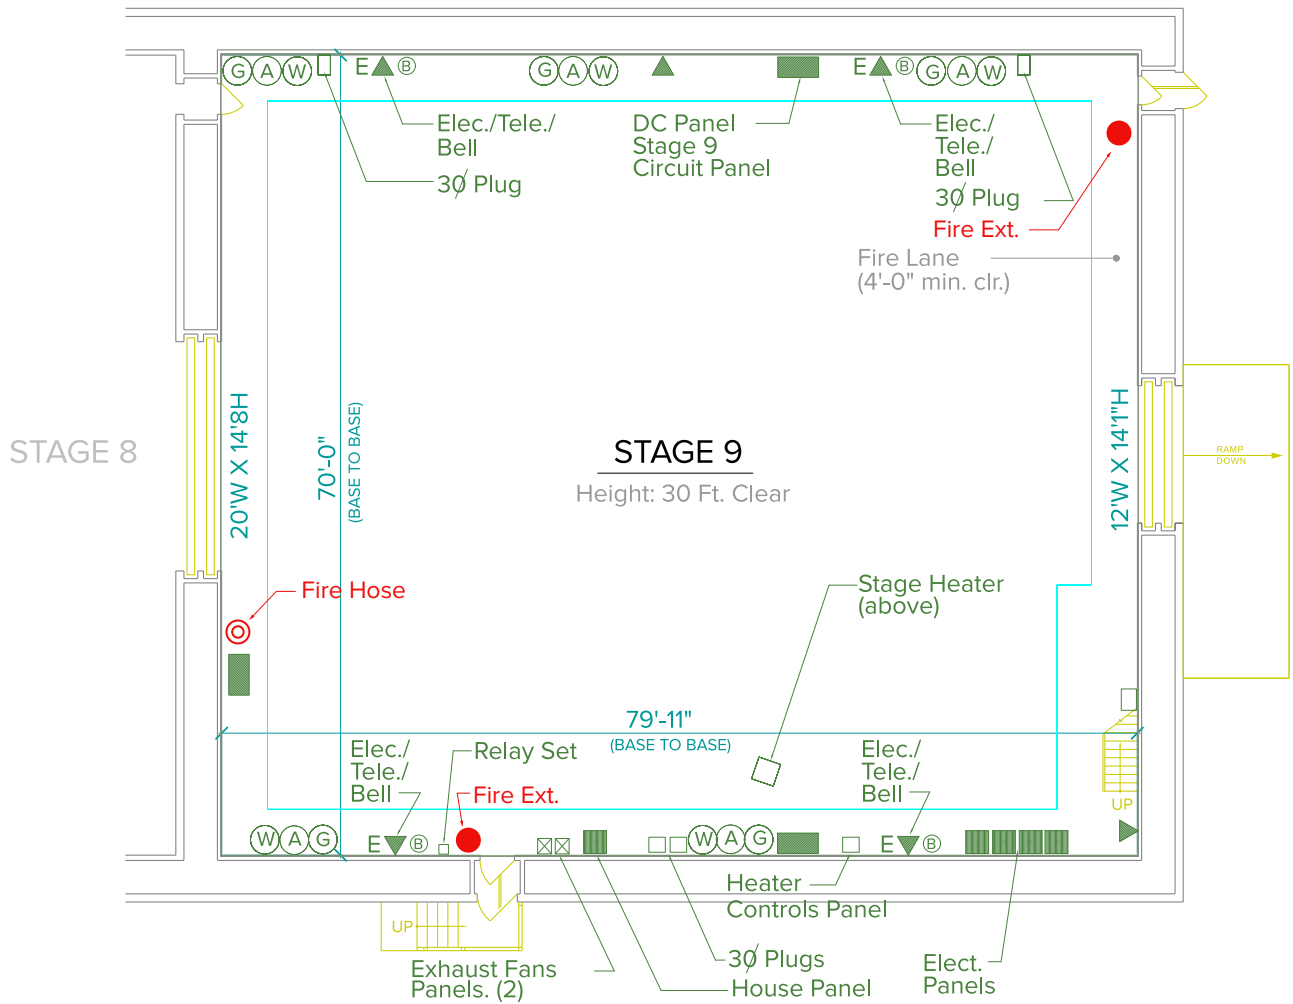 G A W
E
B
G A W
E
B
G A W
Elec./Tele./
Bell
30/ Plug
DC Panel
Stage 9
Circuit Panel
Elec./
Tele./
Bell
30/ Plug
Fire Ext.
Fire Lane
(4'-0" min. clr.)
STAGE 8
20'W X 14'8H
70'-0"
(BASE TO BASE)
STAGE 9
Height: 30 Ft. Clear
12'W X 14'1"H
RAMP
DOWN
Fire Hose
Stage Heater
(above)
79'-11"
(BASE TO BASE)
Elec./
Tele./
Bell
Relay Set
Fire Ext.
Elec./
Tele./
Bell
UP
W A G
E
B
W A G
E
B
Heater
Controls Panel
UP
Exhaust Fans
Panels. (2)
30/ Plugs
House Panel
Elect.
Panels